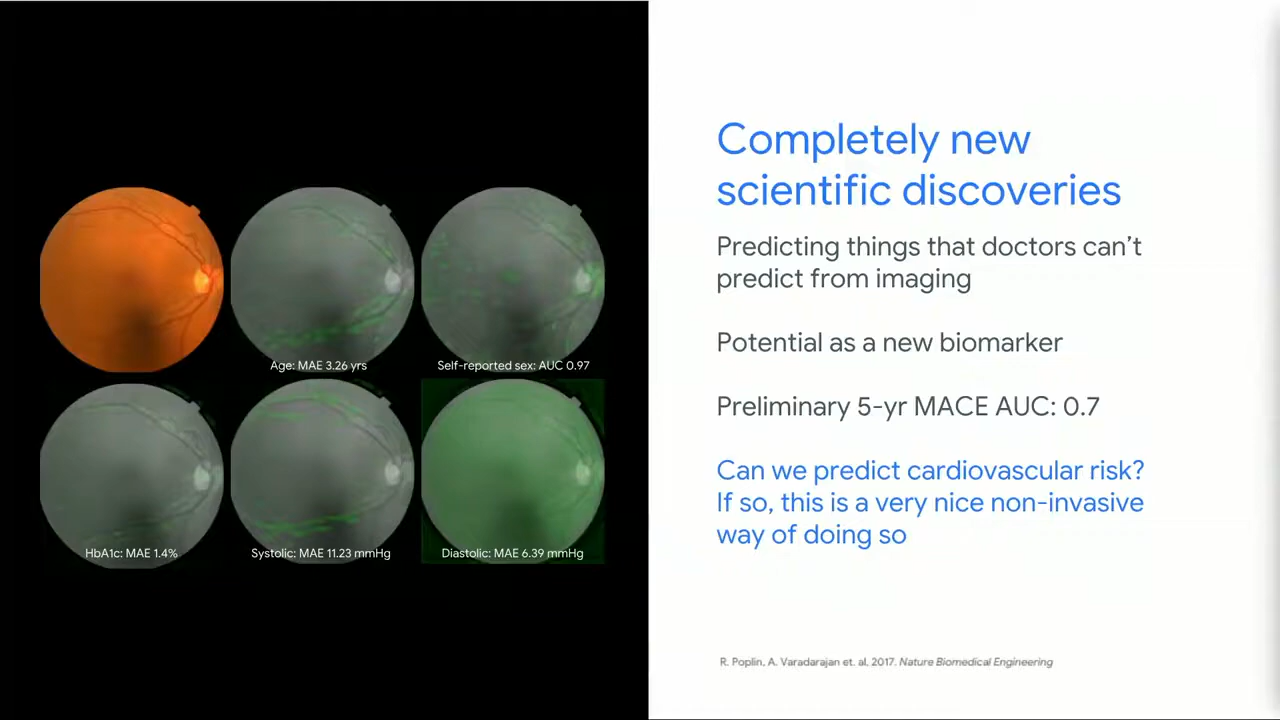 Completely new
scientific discoveries
Predicting things that doctors can't
predict from imaging
Potential as a new biomarker
Preliminary 5-yr MACE AUC: 0.7
Can we predict cardiovascular risk?
If so, this is a very nice non-invasive
way of doing so
Age: MAE 3.26 yrs
Self-reported sex: AUC 0.97
HbA1c: MAE 1.4%
Systolic: MAE 11.23 mmHg
Diastolic: MAE 6.39 mmHg
R. Poplin, A. Varadarajan et. al. 2017. Nature Biomedical Engineering